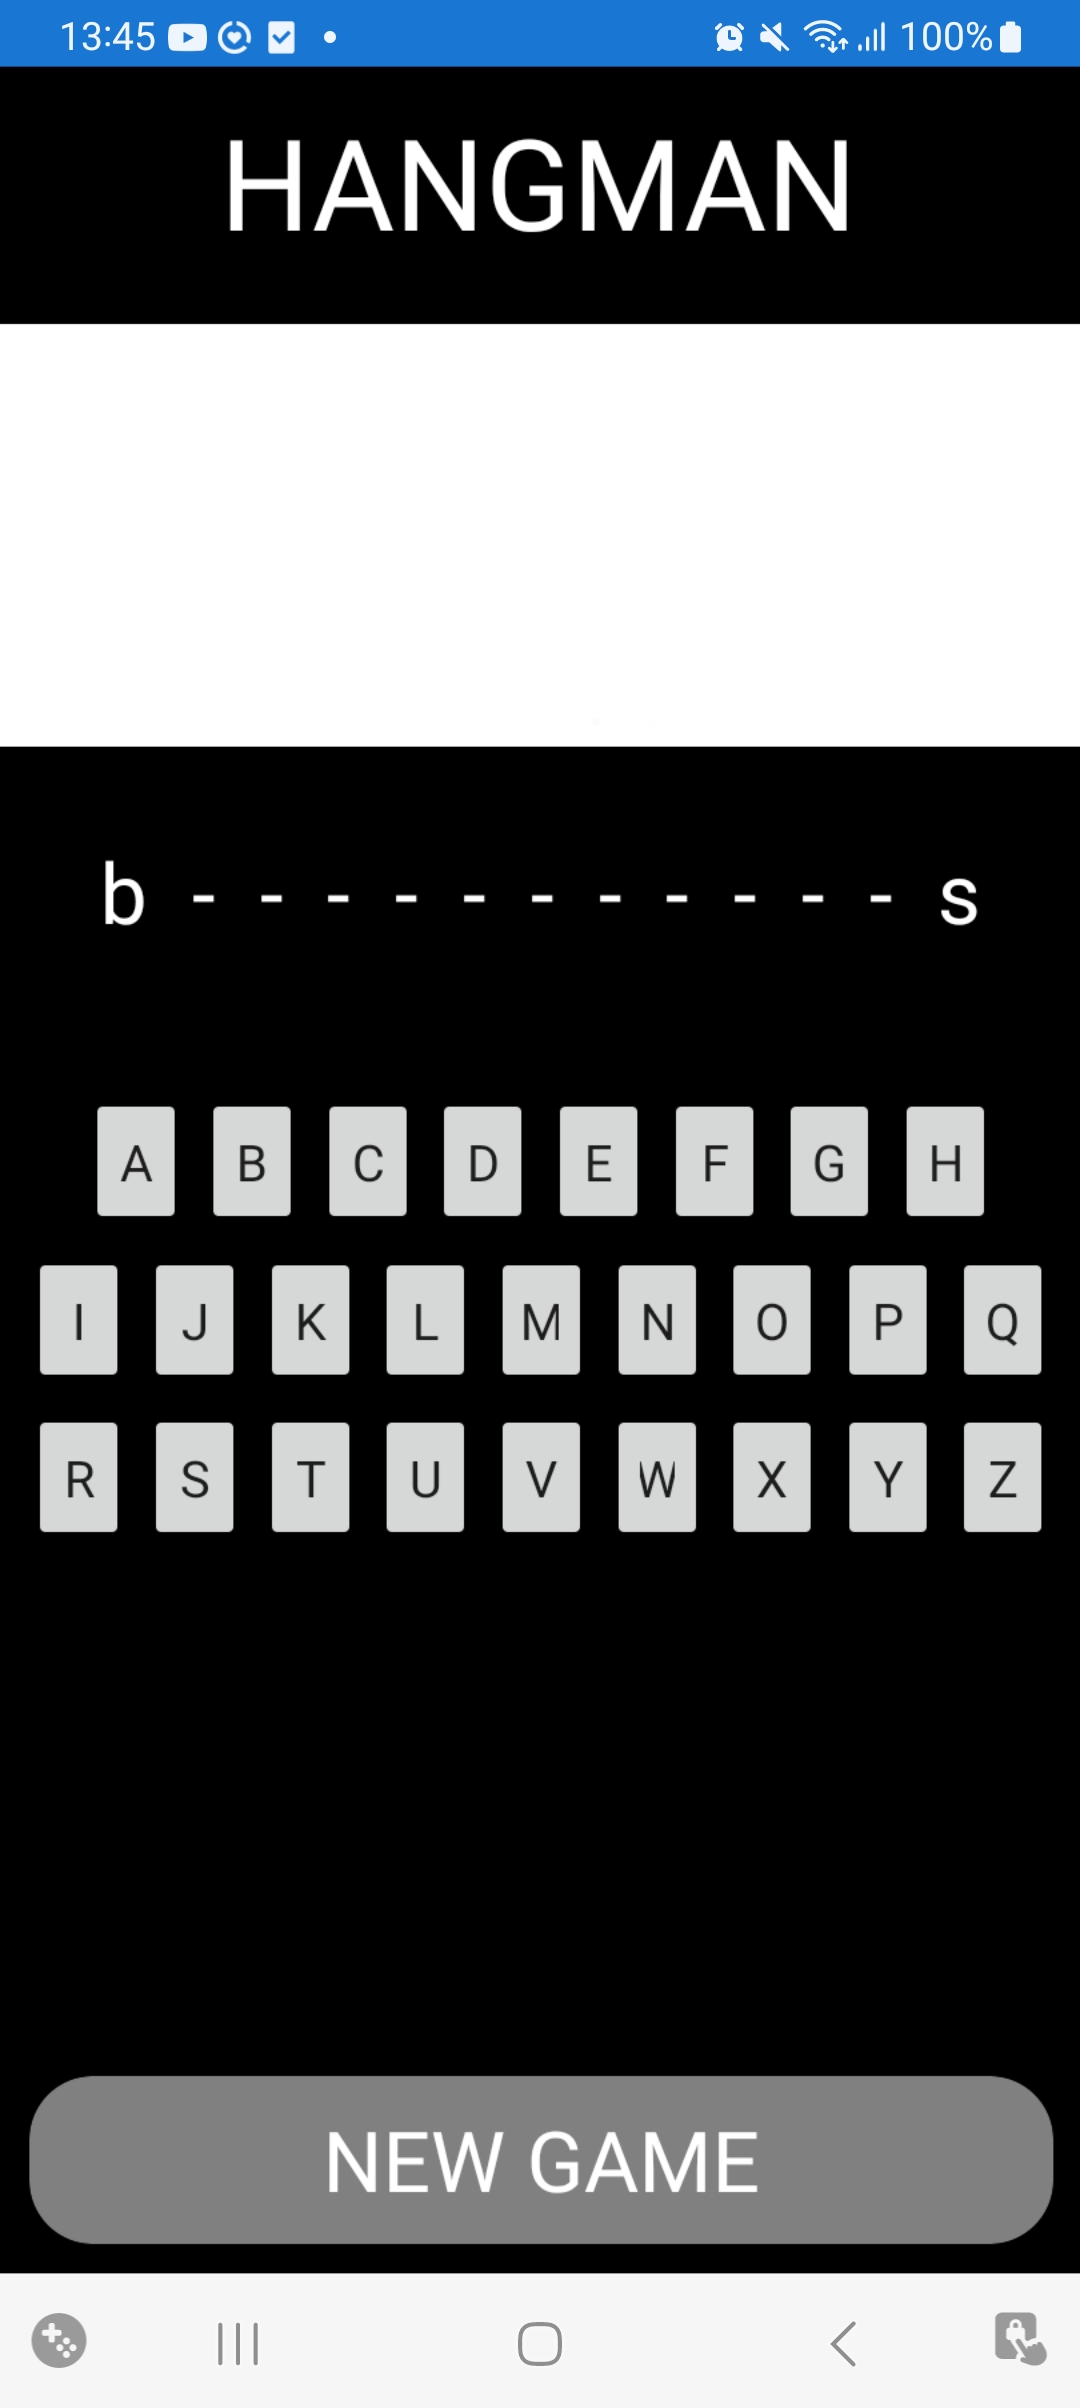 13:45 100%
HANGMAN
b - - - - - - - - - - - s
A B C D E F G H
I J K L M N O P Q
R S T U V W X Y Z
NEW GAME